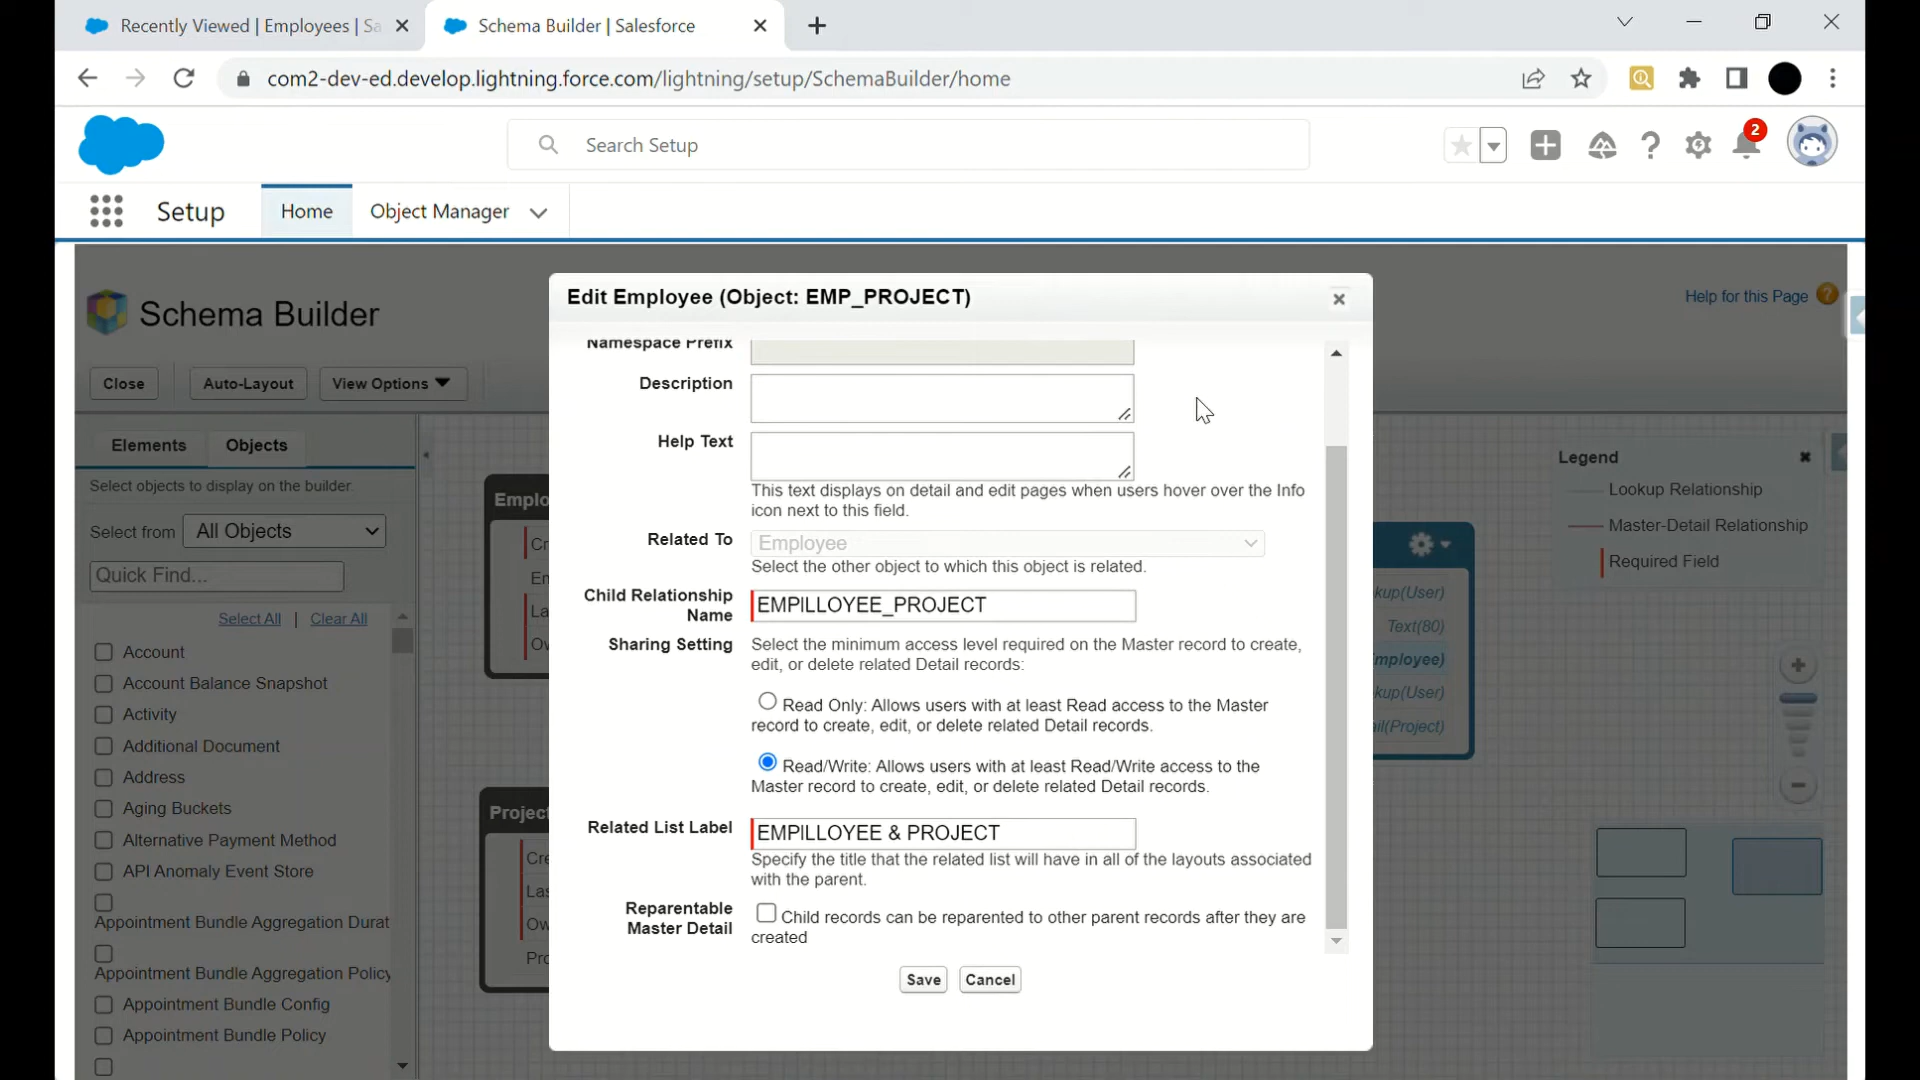 Recently Viewed | Employees | Sa
Schema Builder | Salesforce
com2-dev-ed.develop.lightning.force.com/lightning/setup/SchemaBuilder/home
Search Setup
2
Setup
Home
Object Manager
Schema Builder
Help for this Page
Close
Auto-Layout
View Options
Elements
Objects
Select objects to display on the builder.
Select from
All Objects
Quick Find...
Select All | Clear All
Account
Account Balance Snapshot
Activity
Additional Document
Address
Aging Buckets
Alternative Payment Method
API Anomaly Event Store
Appointment Bundle Aggregation Durat
Appointment Bundle Aggregation Policy
Appointment Bundle Config
Appointment Bundle Policy
Emplo
Cr
Em
La
Ow
Project
Cre
Las
Ow
Pro
Edit Employee (Object: EMP_PROJECT)
Namespace Prefix
Description
Help Text
This text displays on detail and edit pages when users hover over the Info
icon next to this field.
Related To
Employee
Select the other object to which this object is related.
Child Relationship
Name
EMPILLOYEE_PROJECT
Sharing Setting
Select the minimum access level required on the Master record to create,
edit, or delete related Detail records:
Read Only: Allows users with at least Read access to the Master
record to create, edit, or delete related Detail records.
Read/Write: Allows users with at least Read/Write access to the
Master record to create, edit, or delete related Detail records.
Related List Label
EMPILLOYEE & PROJECT
Specify the title that the related list will have in all of the layouts associated
with the parent.
Reparentable
Master Detail
Child records can be reparented to other parent records after they are
created
Save
Cancel
Legend
Lookup Relationship
Master-Detail Relationship
Required Field
kup(User)
Text(80)
mployee)
kup(User)
ail(Project)